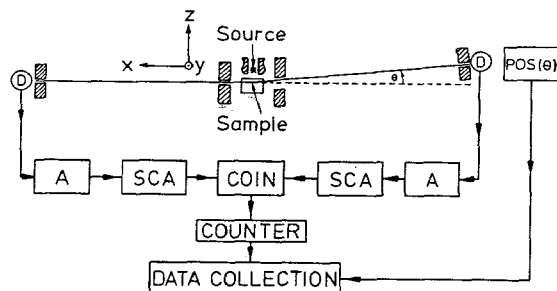 z
Source
x
y
D
D
θ
POS(θ)
Sample
A
SCA
COIN
SCA
A
COUNTER
DATA COLLECTION